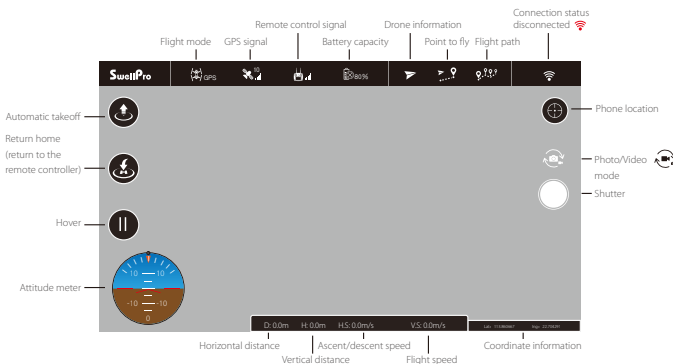 Connection status
Remote control signal
Drone information
disconnected
Flight mode
GPS signal
Battery capacity
Point to fly
Flight path
SwellPro
GPS
10
80%
Automatic takeoff
Phone location
Return home
(return to the
remote controller)
Photo/Video
mode
Shutter
Hover
Attitude meter
10 10
-10 -10
0
D: 0.0m H: 0.0m H.S: 0.0m/s V.S: 0.0m/s
Horizontal distance
Ascent/descent speed
Coordinate information
Vertical distance
Flight speed